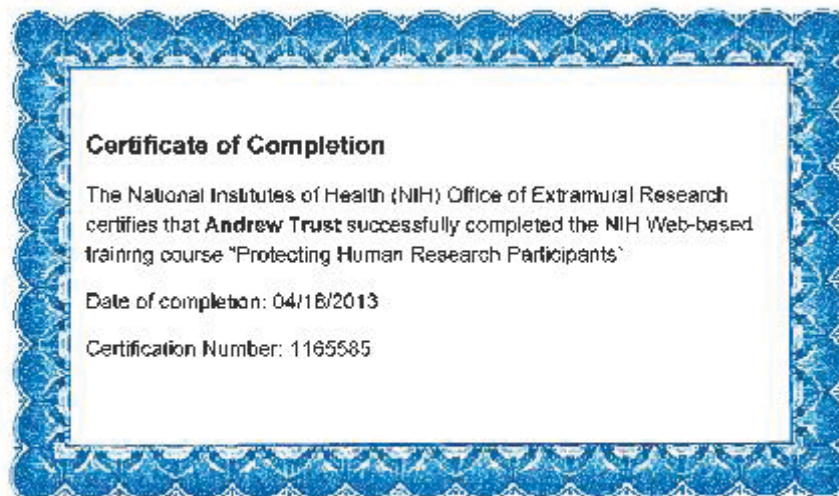 Certificate of Completion
The National Institutes of Health (NIH) Office of Extramural Research
certifies that Andrew Trust successfully completed the NIH Web-based
training course "Protecting Human Research Participants"
Date of completion: 04/18/2013
Certification Number: 1165585